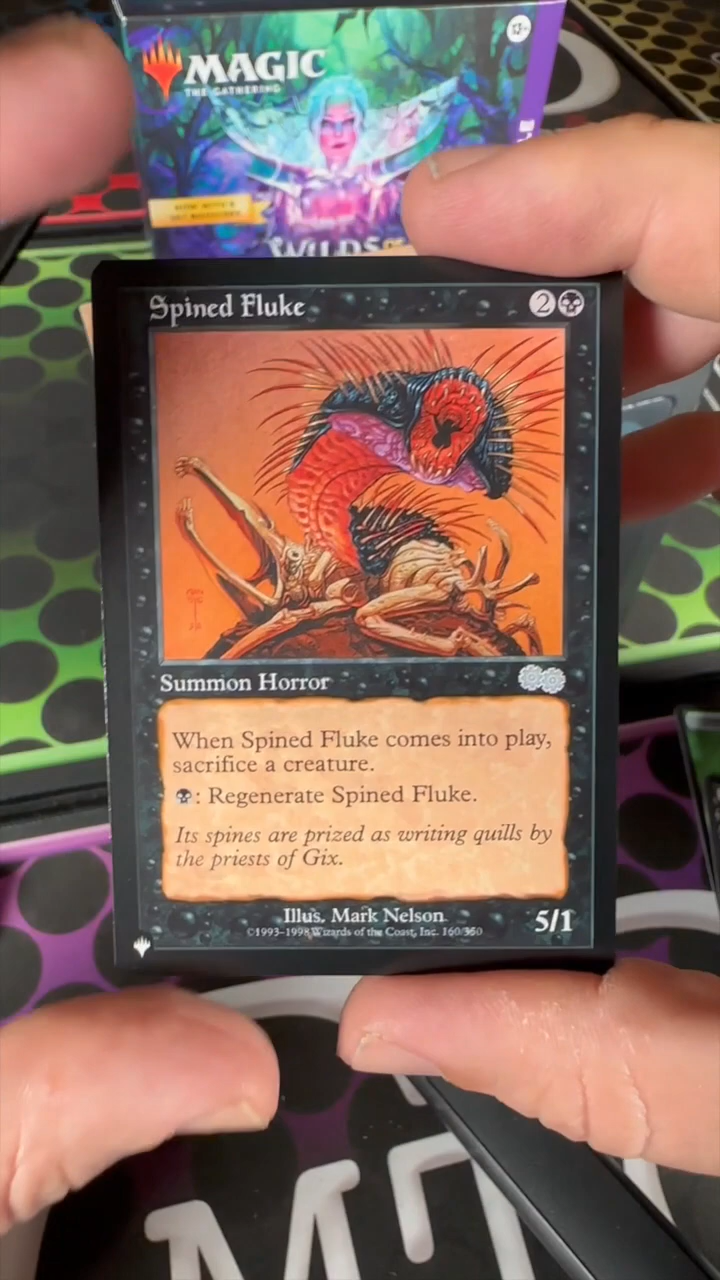 MAGIC
THE GATHERING
WILDS
Spined Fluke
2
Summon Horror
When Spined Fluke comes into play,
sacrifice a creature.
: Regenerate Spined Fluke.
Its spines are prized as writing quills by
the priests of Gix.
Illus. Mark Nelson
©1993-1998 Wizards of the Coast, Inc. 160/350
5/1